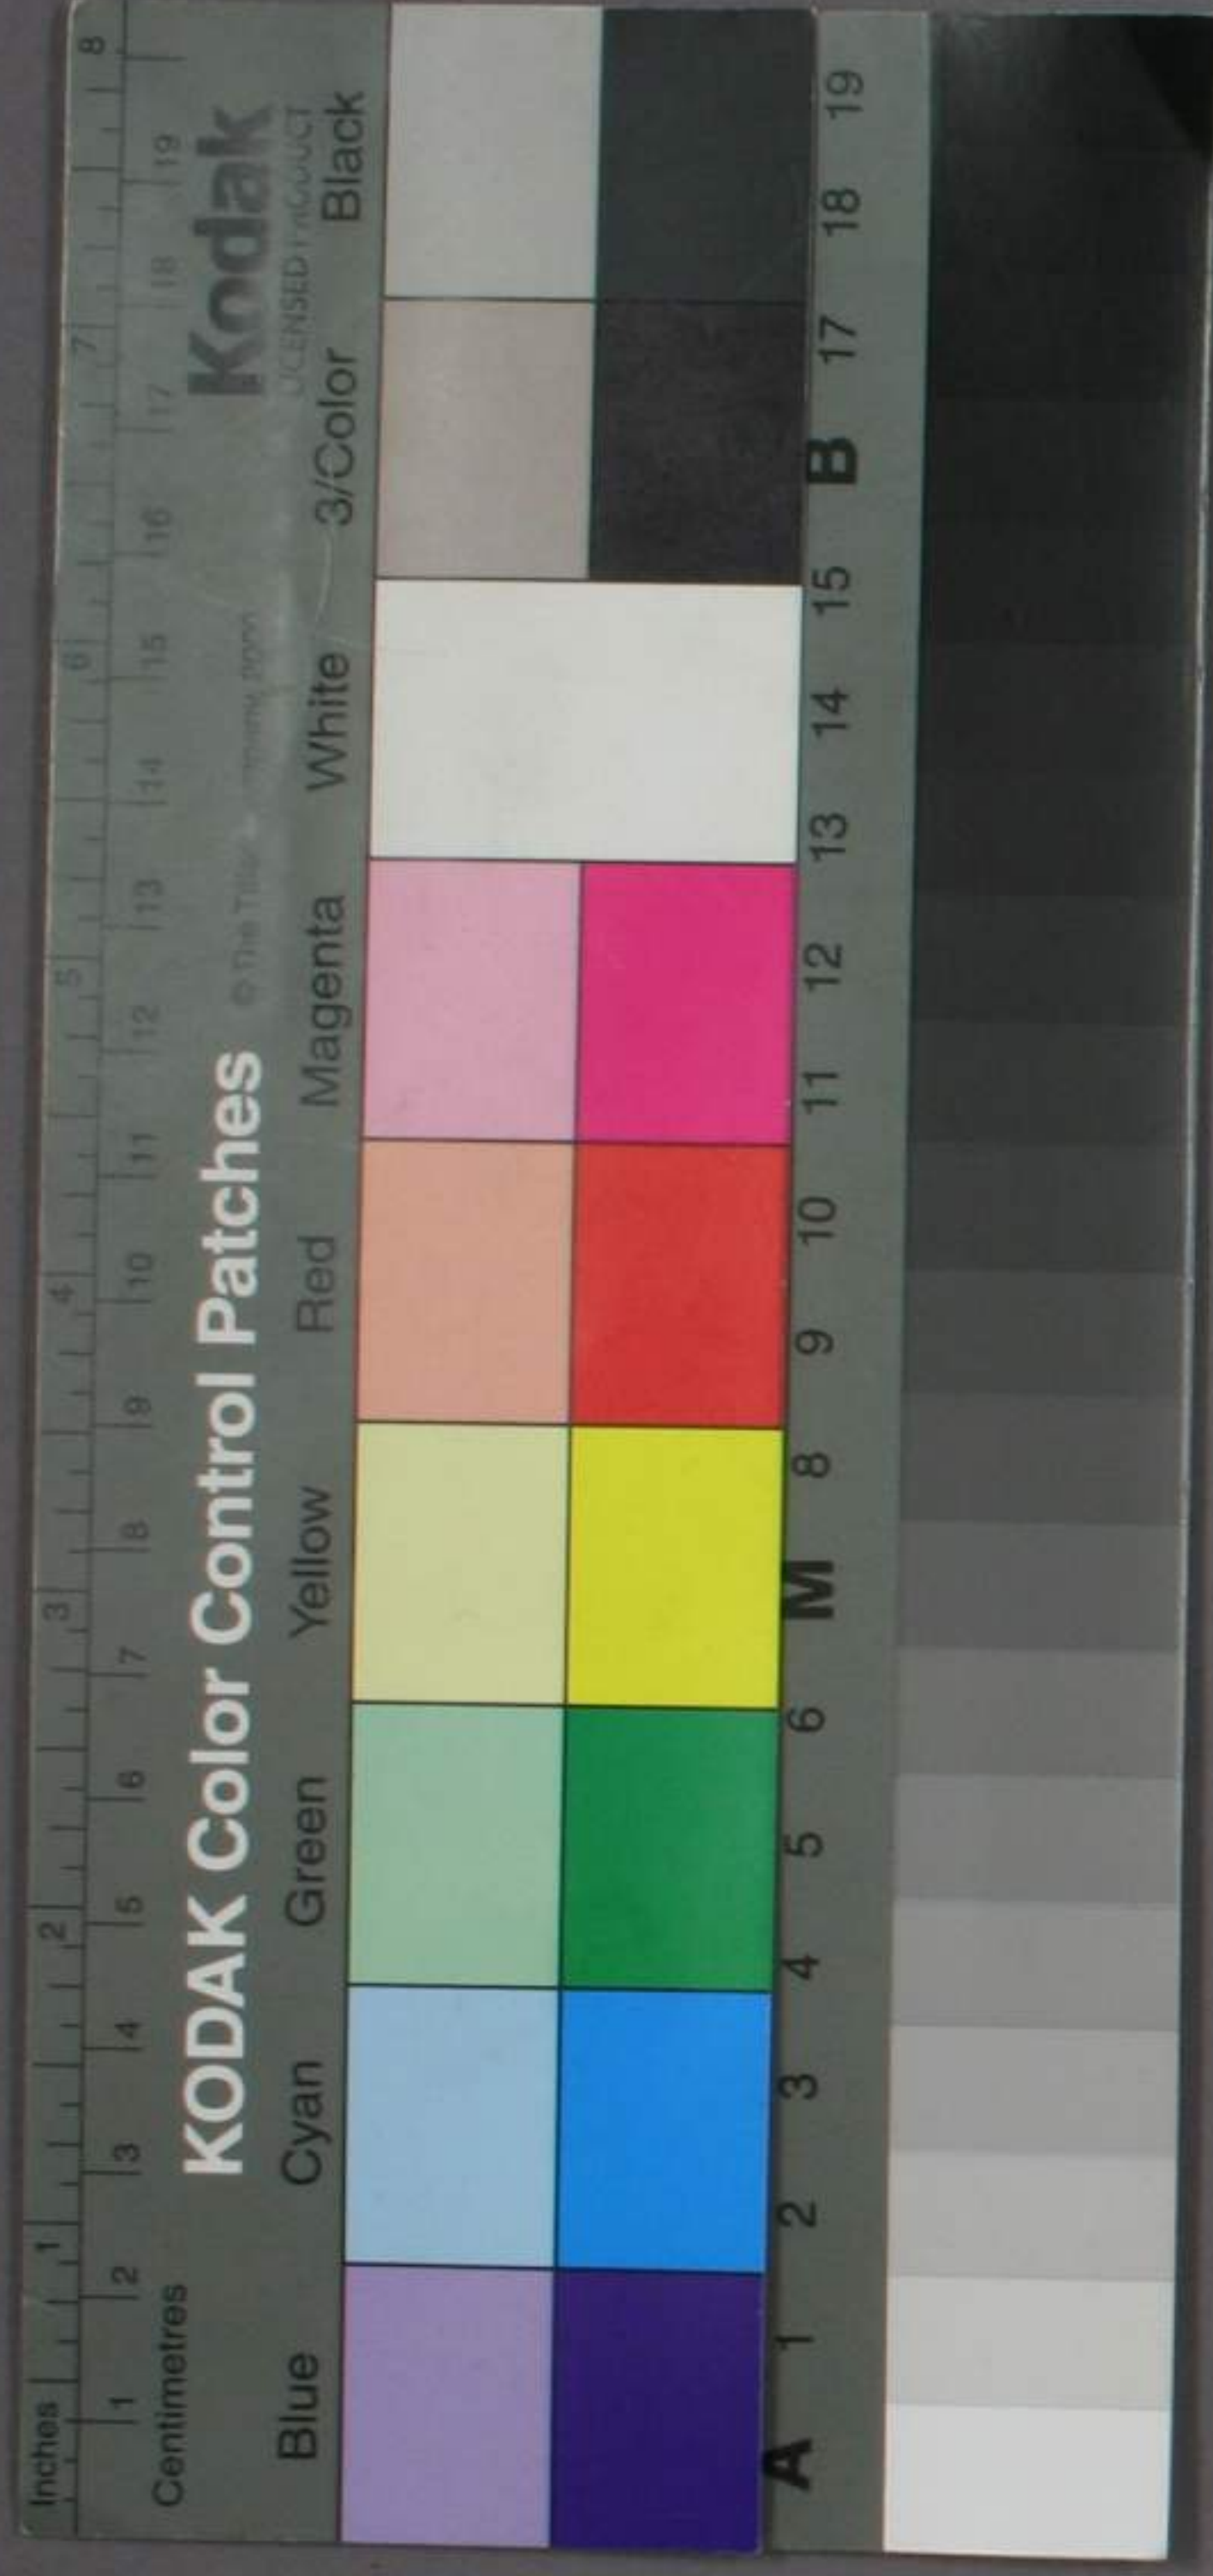 Inches 1 2 3 4 5 6 7 8
Centimetres 1 2 3 4 5 6 7 8 9 10 11 12 13 14 15 16 17 18 19
KODAK Color Control Patches
© The Tiffen
2000
Kodak
LICENSED PRODUCT
Blue Cyan Green Yellow Red Magenta White 3/Color Black
A 1 2 3 4 5 6 M 8 9 10 11 12 13 14 15 B 17 18 19